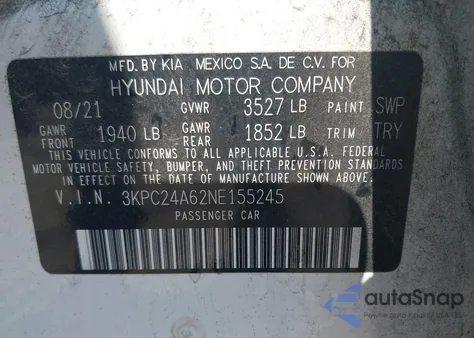 MFD.BY KIA MEXICO S.A. DE C.V. FOR
HYUNDAI MOTOR COMPANY
08/21 GVWR 3527 LB PAINT SWP
GAWR FRONT 1940 LB GAWR REAR 1852 LB TRIM TRY
THIS VEHICLE CONFORMS TO ALL APPLICABLE U.S.A. FEDERAL
MOTOR VEHICLE SAFETY, BUMPER, AND THEFT PREVENTION STANDARDS
IN EFFECT ON THE DATE OF MANUFACTURE SHOWN ABOVE.
V.I.N. 3KPC24A62NE155245
PASSENGER CAR
autoSnap